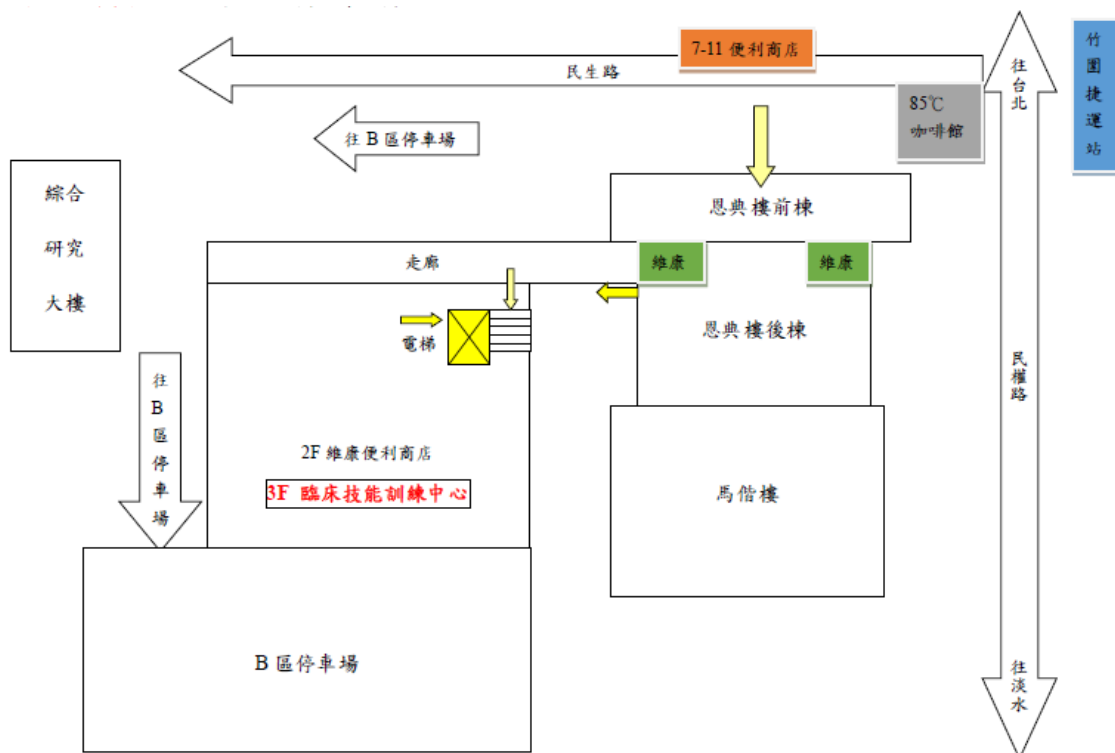 7-11 便利商店
民生路
往台北
竹圍捷運站
85℃
咖啡館
往 B 區停車場
綜合
研究
大樓
恩典樓前棟
走廊
維康
維康
電梯
恩典樓後棟
民權路
往B區停車場
2F 維康便利商店
3F 臨床技能訓練中心
馬偕樓
B 區停車場
往淡水